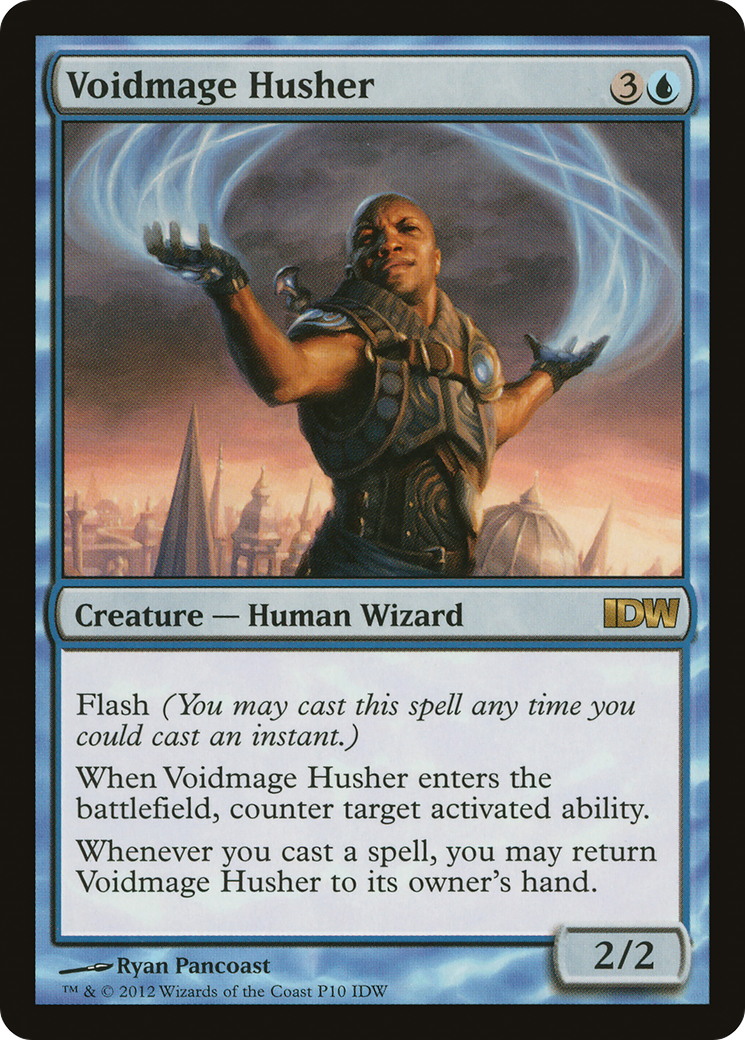 Voidmage Husher 3
Creature — Human Wizard IDW
Flash (You may cast this spell any time you
could cast an instant.)
When Voidmage Husher enters the
battlefield, counter target activated ability.
Whenever you cast a spell, you may return
Voidmage Husher to its owner's hand.
2/2
Ryan Pancoast
™ & © 2012 Wizards of the Coast P10 IDW